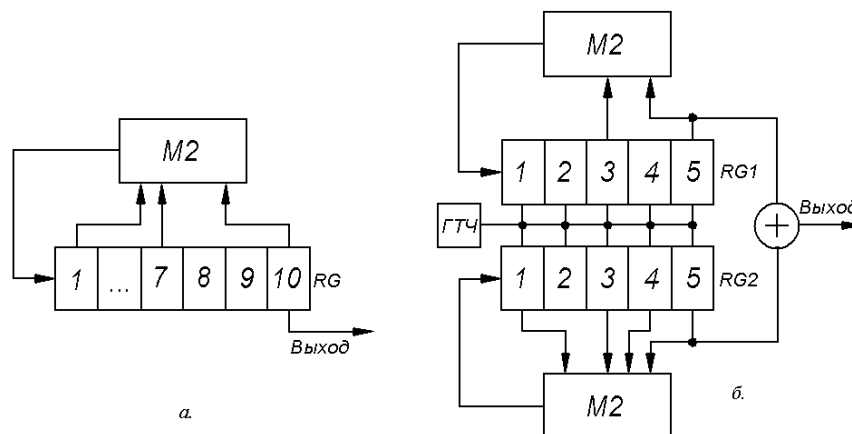 M2
1 ... 7 8 9 10 RG
Выход
а.
M2
1 2 3 4 5 RG1
ГТЧ
+
Выход
1 2 3 4 5 RG2
M2
б.